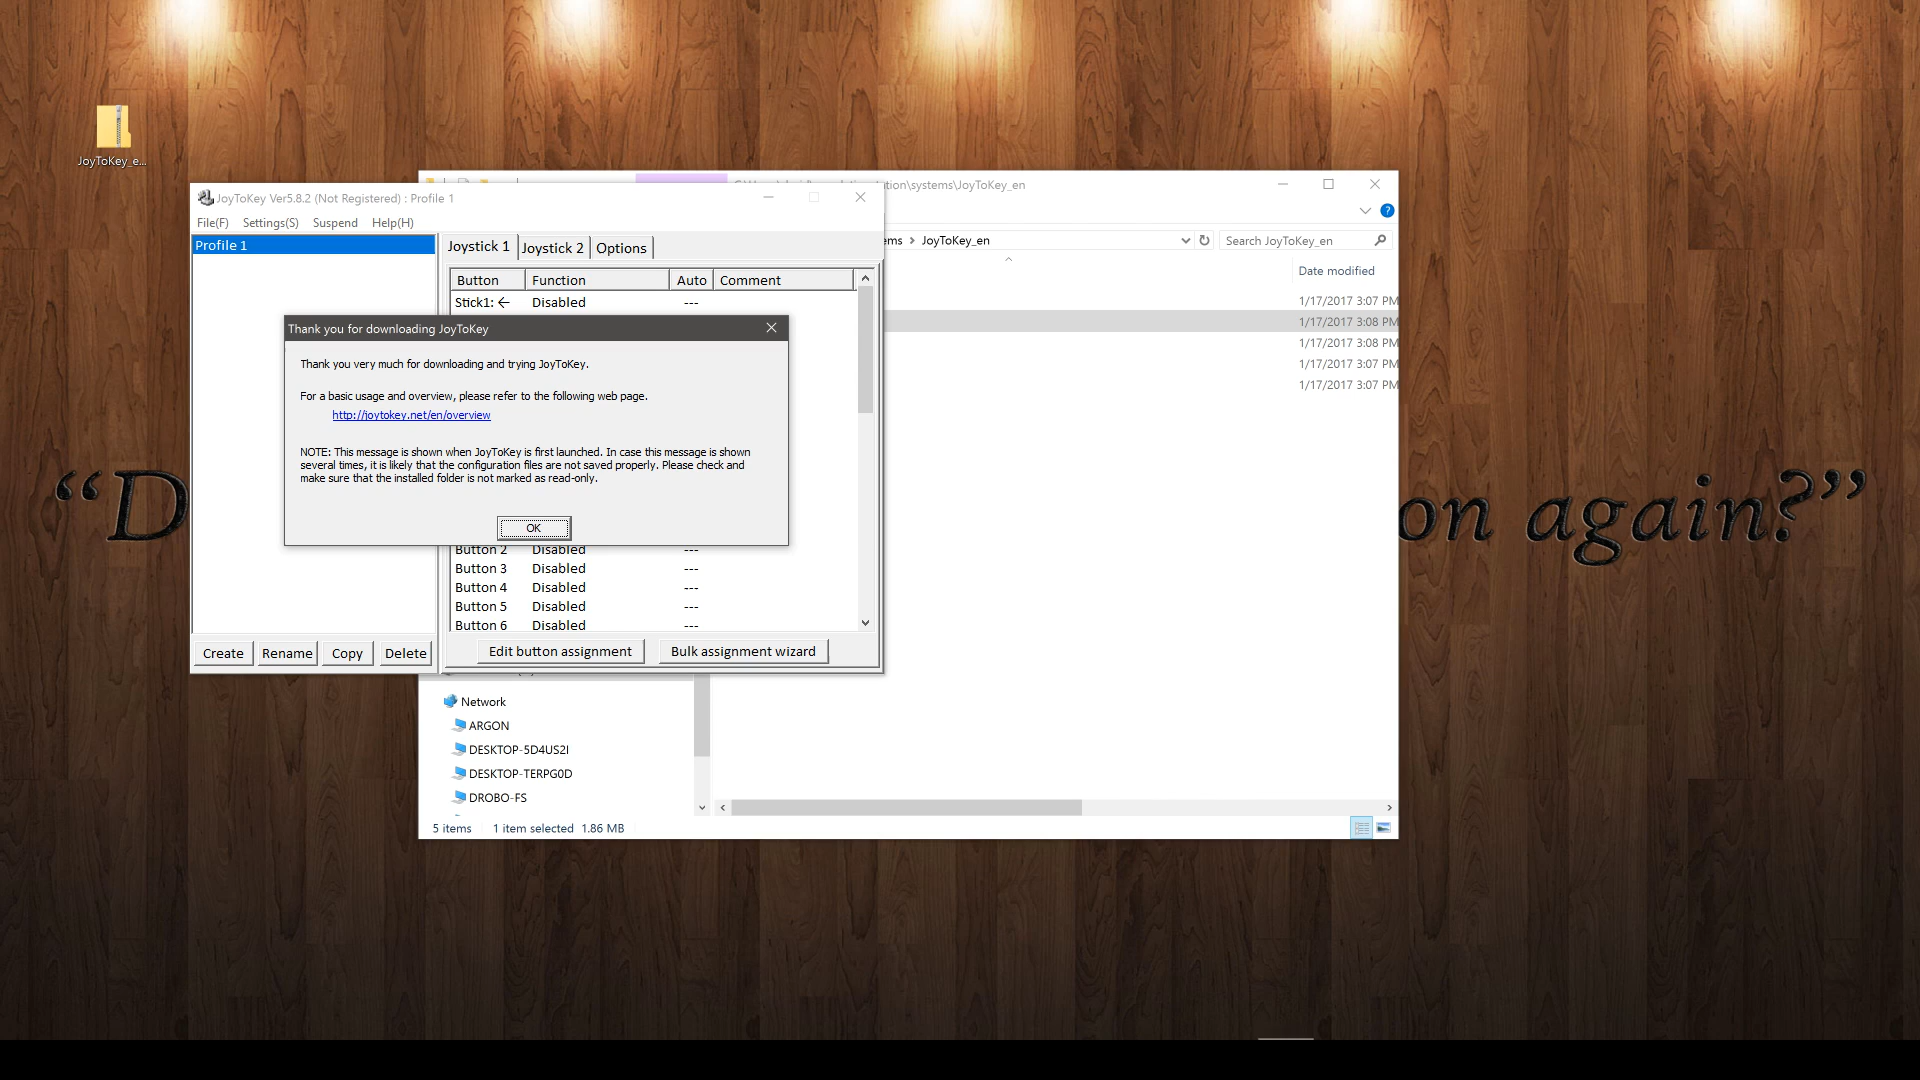 JoyToKey_e...
“D
on again?”
tion\systems\JoyToKey_en
ems > JoyToKey_en
Search JoyToKey_en
Date modified
1/17/2017 3:07 PM
1/17/2017 3:08 PM
1/17/2017 3:08 PM
1/17/2017 3:07 PM
1/17/2017 3:07 PM
JoyToKey Ver5.8.2 (Not Registered) : Profile 1
File(F) Settings(S) Suspend Help(H)
Profile 1
Joystick 1 Joystick 2 Options
Button Function Auto Comment
Stick1: ← Disabled ---
Thank you for downloading JoyToKey
Thank you very much for downloading and trying JoyToKey.
For a basic usage and overview, please refer to the following web page.
http://joytokey.net/en/overview
NOTE: This message is shown when JoyToKey is first launched. In case this message is shown
several times, it is likely that the configuration files are not saved properly. Please check and
make sure that the installed folder is not marked as read-only.
OK
Button 2 Disabled ---
Button 3 Disabled ---
Button 4 Disabled ---
Button 5 Disabled ---
Button 6 Disabled ---
Create Rename Copy Delete
Edit button assignment Bulk assignment wizard
Network
ARGON
DESKTOP-5D4US2I
DESKTOP-TERPG0D
DROBO-FS
5 items 1 item selected 1.86 MB